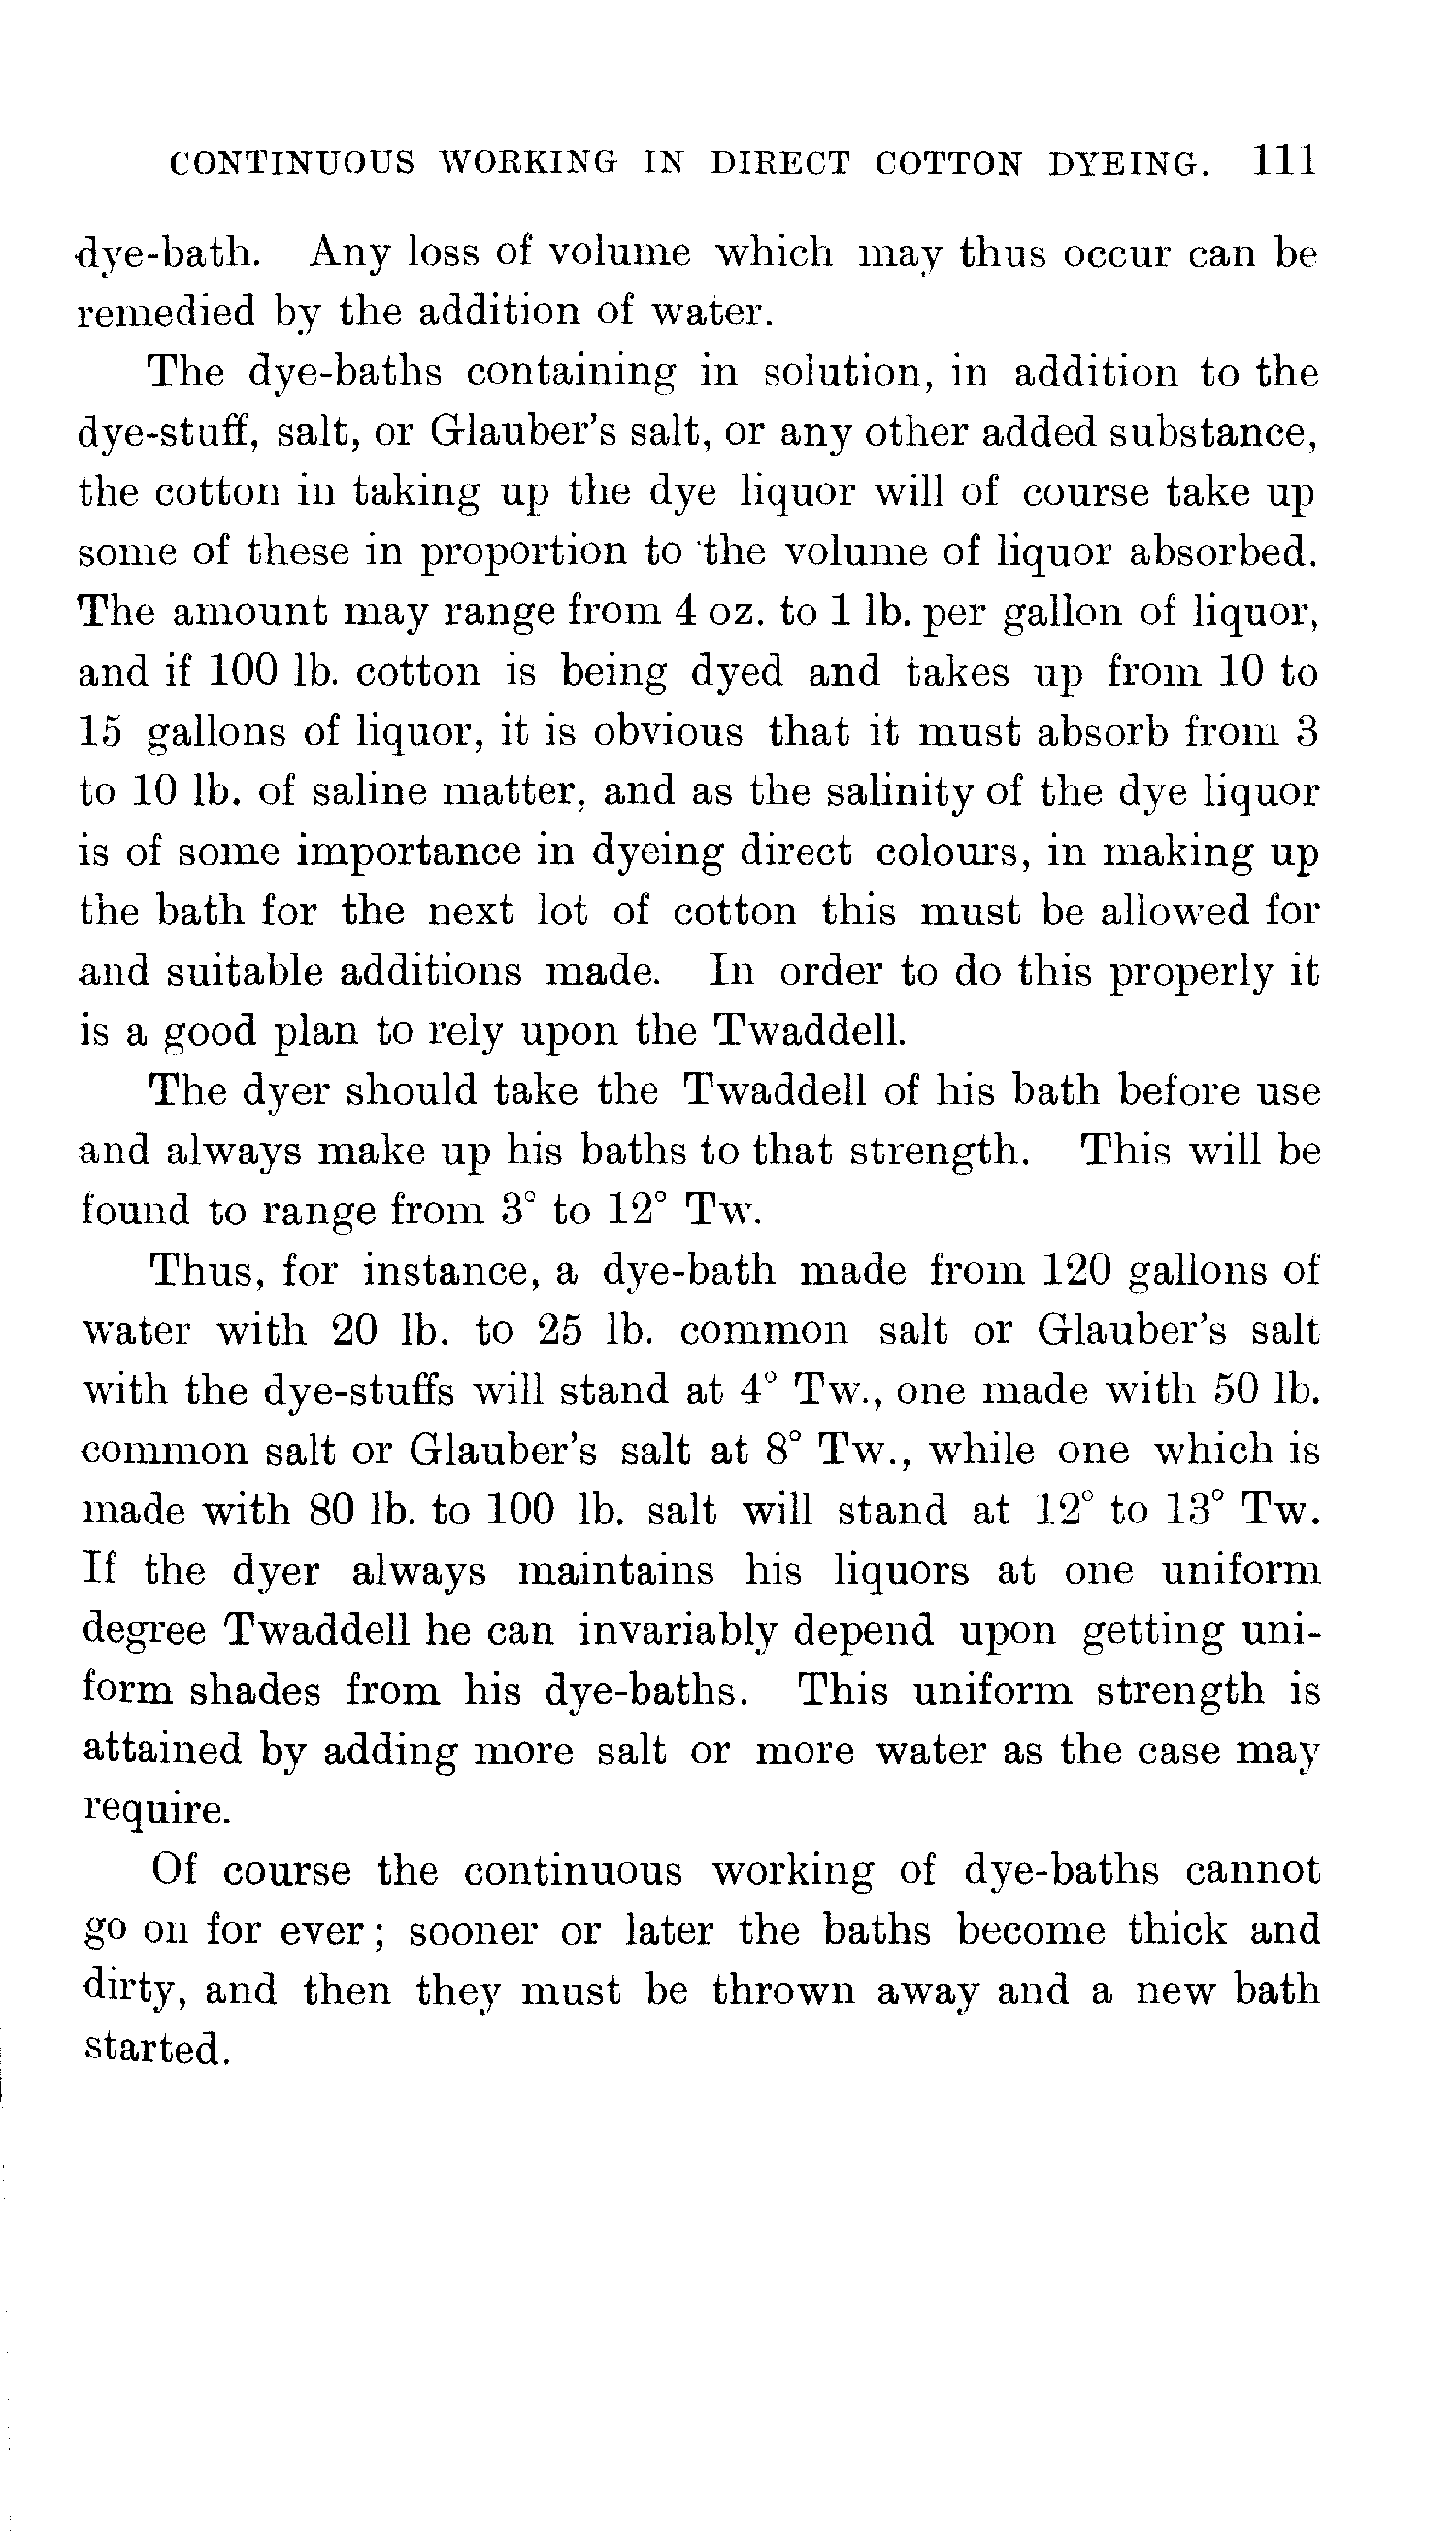 CONTINUOUS WORKING IN DIRECT COTTON DYEING. 111
dye-bath. Any loss of volume which may thus occur can be
remedied by the addition of water.
The dye-baths containing in solution, in addition to the
dye-stuff, salt, or Glauber's salt, or any other added substance,
the cotton in taking up the dye liquor will of course take up
some of these in proportion to the volume of liquor absorbed.
The amount may range from 4 oz. to 1 lb. per gallon of liquor,
and if 100 lb. cotton is being dyed and takes up from 10 to
15 gallons of liquor, it is obvious that it must absorb from 3
to 10 lb. of saline matter, and as the salinity of the dye liquor
is of some importance in dyeing direct colours, in making up
the bath for the next lot of cotton this must be allowed for
and suitable additions made. In order to do this properly it
is a good plan to rely upon the Twaddell.
The dyer should take the Twaddell of his bath before use
and always make up his baths to that strength. This will be
found to range from 3° to 12° Tw.
Thus, for instance, a dye-bath made from 120 gallons of
water with 20 lb. to 25 lb. common salt or Glauber's salt
with the dye-stuffs will stand at 4° Tw., one made with 50 lb.
common salt or Glauber's salt at 8° Tw., while one which is
made with 80 lb. to 100 lb. salt will stand at 12° to 13° Tw.
If the dyer always maintains his liquors at one uniform
degree Twaddell he can invariably depend upon getting uni-
form shades from his dye-baths. This uniform strength is
attained by adding more salt or more water as the case may
require.
Of course the continuous working of dye-baths cannot
go on for ever; sooner or later the baths become thick and
dirty, and then they must be thrown away and a new bath
started.